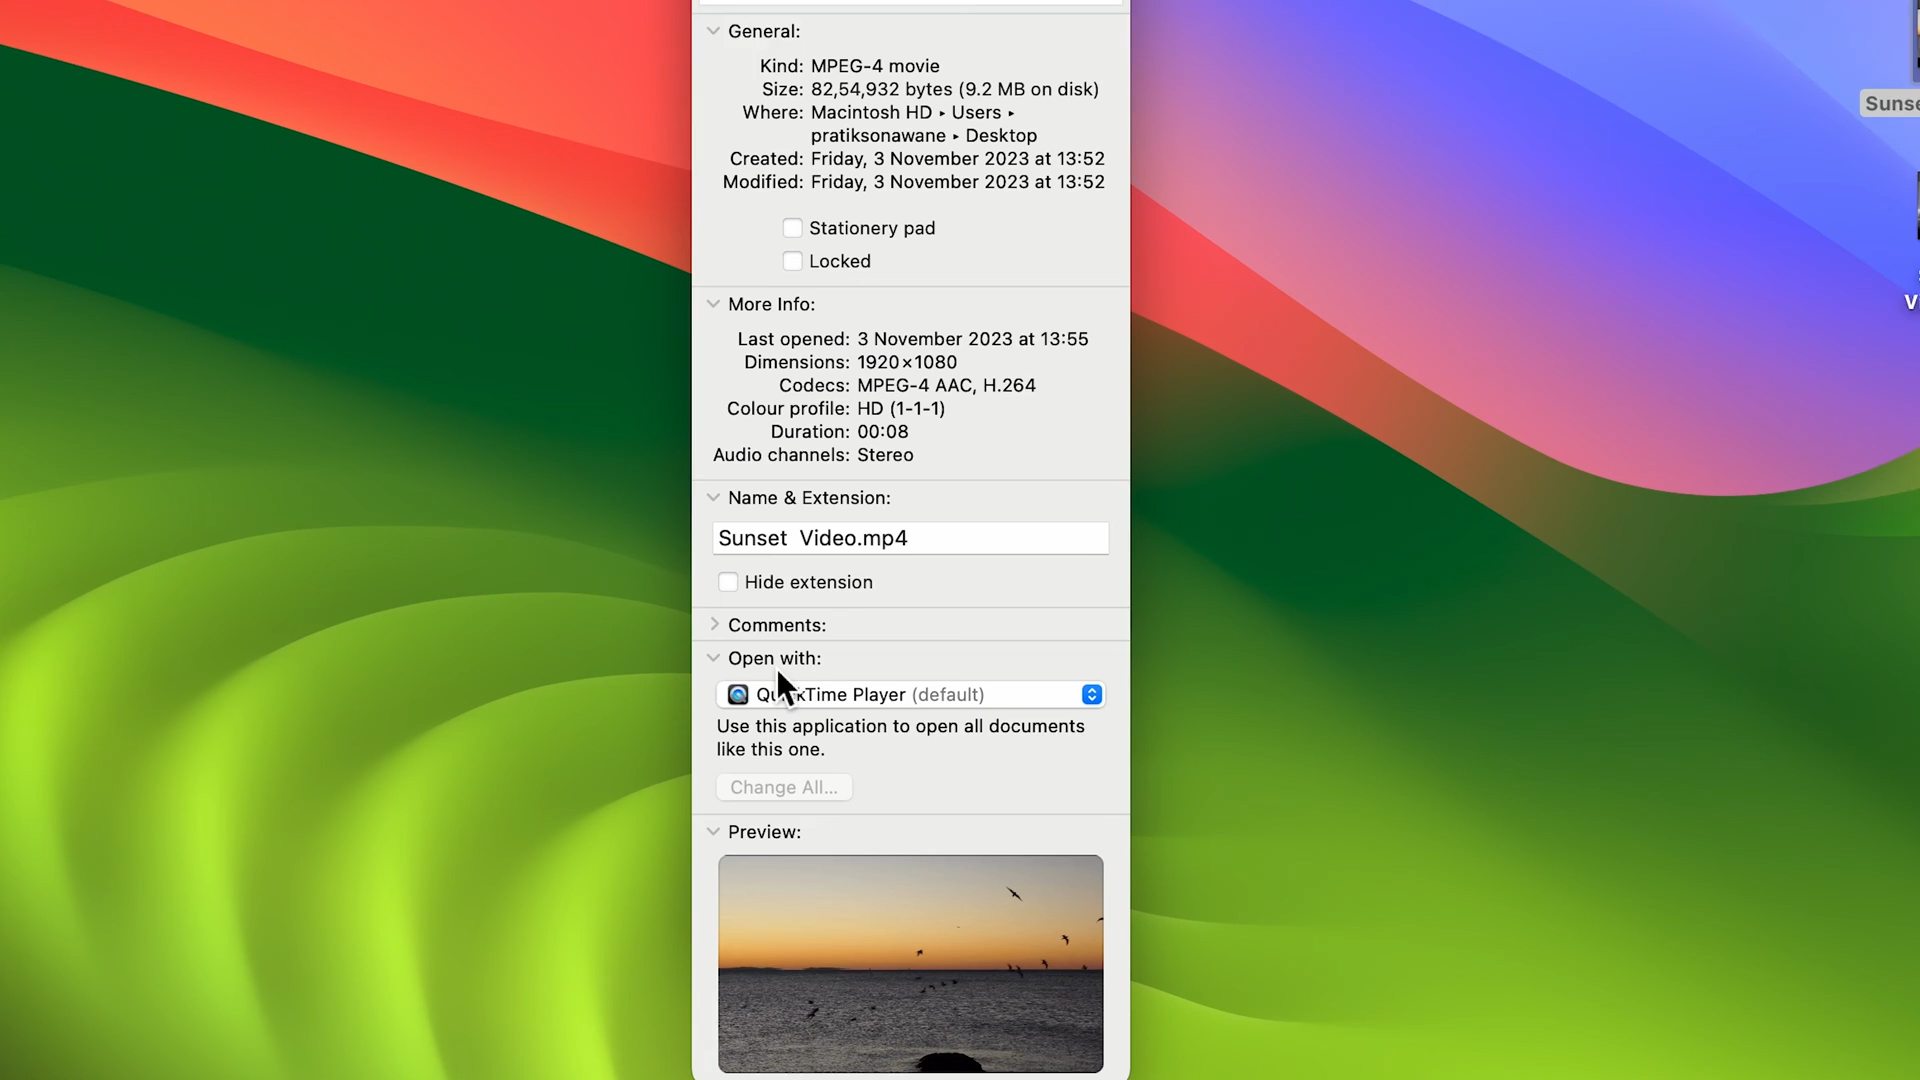 General:
Kind: MPEG-4 movie
Size: 82,54,932 bytes (9.2 MB on disk)
Where: Macintosh HD ▸ Users ▸
pratiksonawane ▸ Desktop
Created: Friday, 3 November 2023 at 13:52
Modified: Friday, 3 November 2023 at 13:52
Stationery pad
Locked
More Info:
Last opened: 3 November 2023 at 13:55
Dimensions: 1920×1080
Codecs: MPEG-4 AAC, H.264
Colour profile: HD (1-1-1)
Duration: 00:08
Audio channels: Stereo
Name & Extension:
Sunset  Video.mp4
Hide extension
Comments:
Open with:
QuickTime Player (default)
Use this application to open all documents
like this one.
Change All...
Preview: